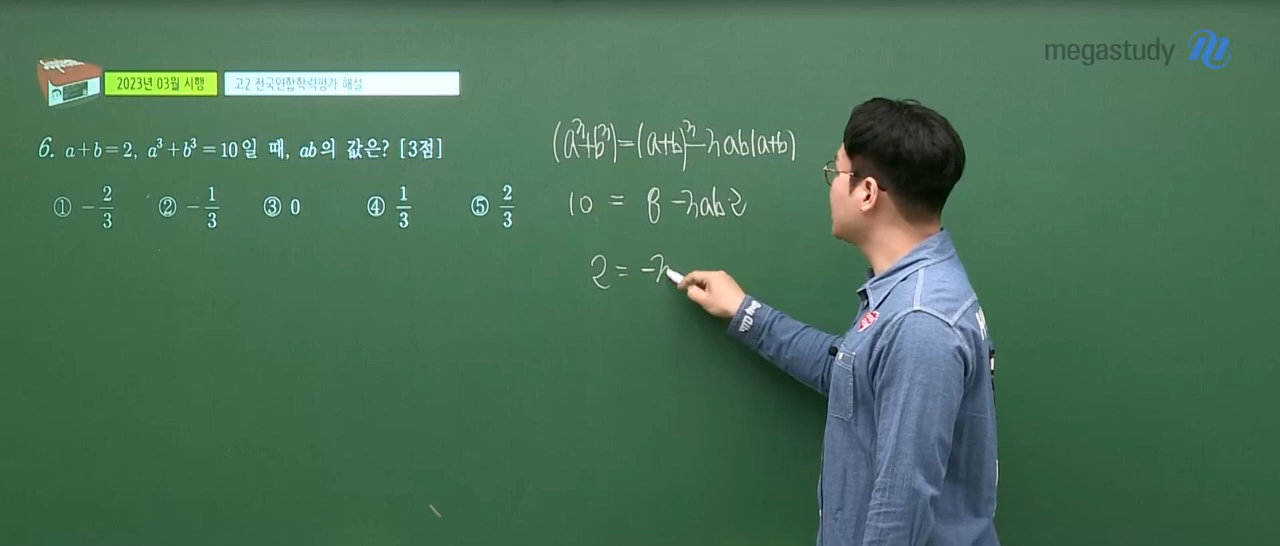 megastudy
2023년 03월 시행
고2 전국연합학력평가 해설
6. a+b=2, a³+b³=10일 때, ab의 값은? [3점]
① -2/3 ② -1/3 ③ 0 ④ 1/3 ⑤ 2/3
(a³+b³)=(a+b)³-3ab(a+b)
10 = 8 -3ab·2
2 = -3